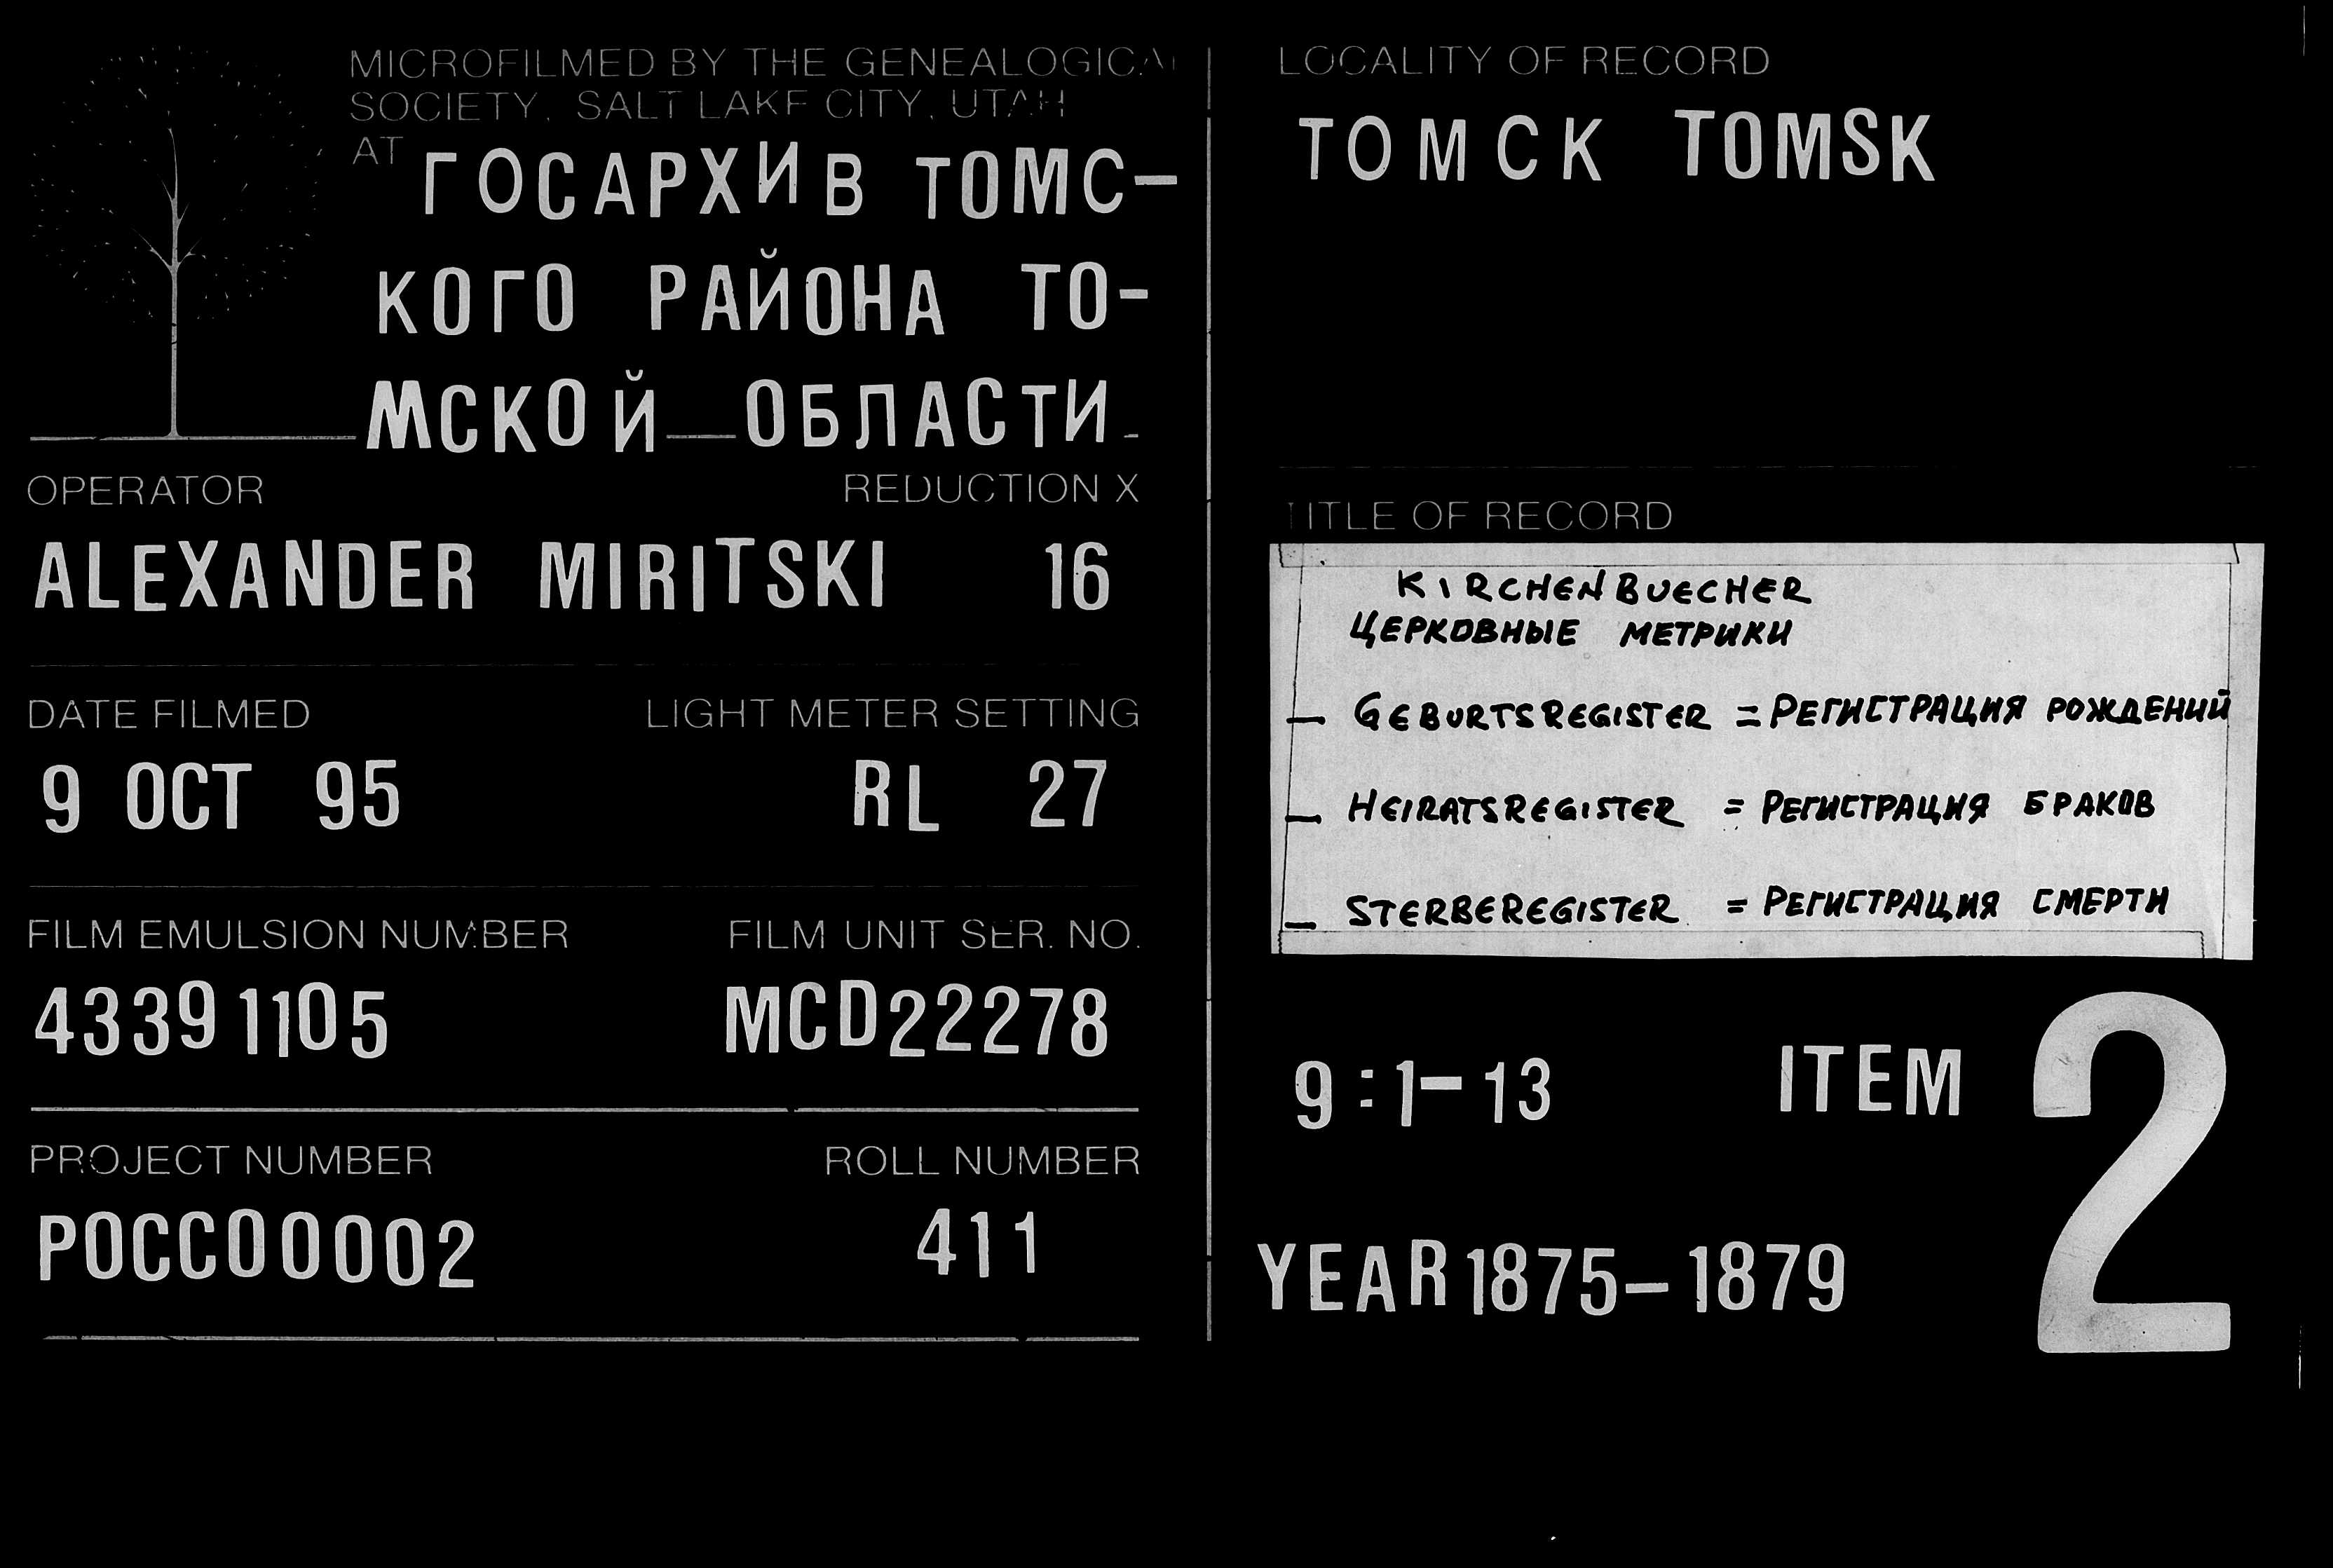 MICROFILMED BY THE GENEALOGICAL
SOCIETY, SALT LAKE CITY, UTAH
AT ГОСАРХИВ ТОМС-
КОГО РАЙОНА ТО-
МСКОЙ ОБЛАСТИ
OPERATOR REDUCTION X
ALEXANDER MIRITSKI 16
DATE FILMED LIGHT METER SETTING
9 OCT 95 RL 27
FILM EMULSION NUMBER FILM UNIT SER. NO.
43391105 MCD22278
PROJECT NUMBER ROLL NUMBER
РОСС00002 411
LOCALITY OF RECORD
ТОМСК TOMSK
TITLE OF RECORD
KIRCHENBUECHER
ЦЕРКОВНЫЕ МЕТРИКИ
— GEBURTSREGISTER = РЕГИСТРАЦИЯ РОЖДЕНИЙ
— HEIRATSREGISTER = РЕГИСТРАЦИЯ БРАКОВ
— STERBEREGISTER = РЕГИСТРАЦИЯ СМЕРТИ
9:1-13 ITEM 2
YEAR 1875-1879